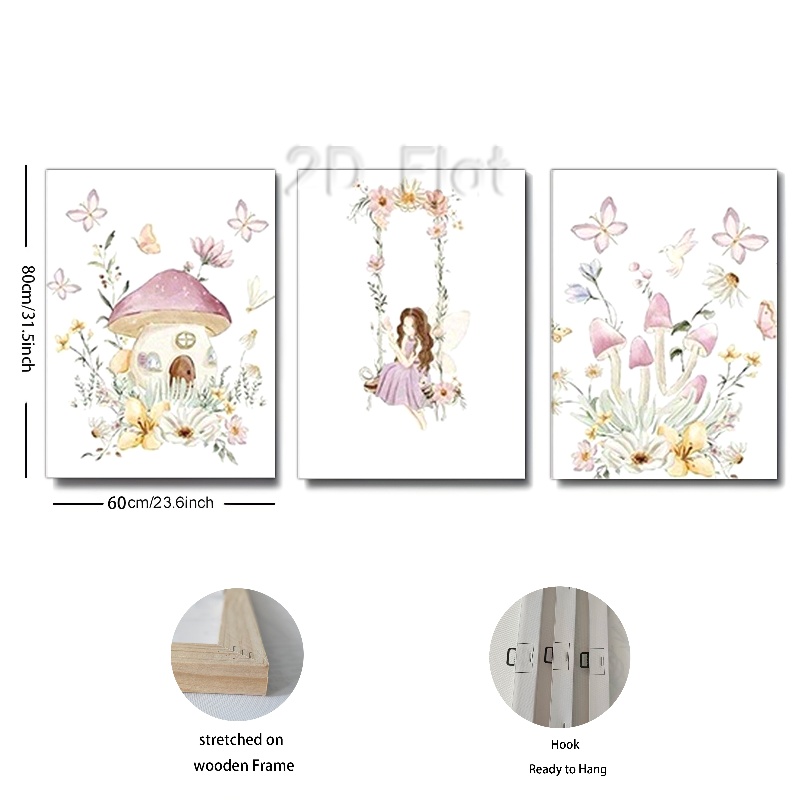 2D Flat
80cm/31.5inch
60cm/23.6inch
stretched on
wooden Frame
Hook
Ready to Hang